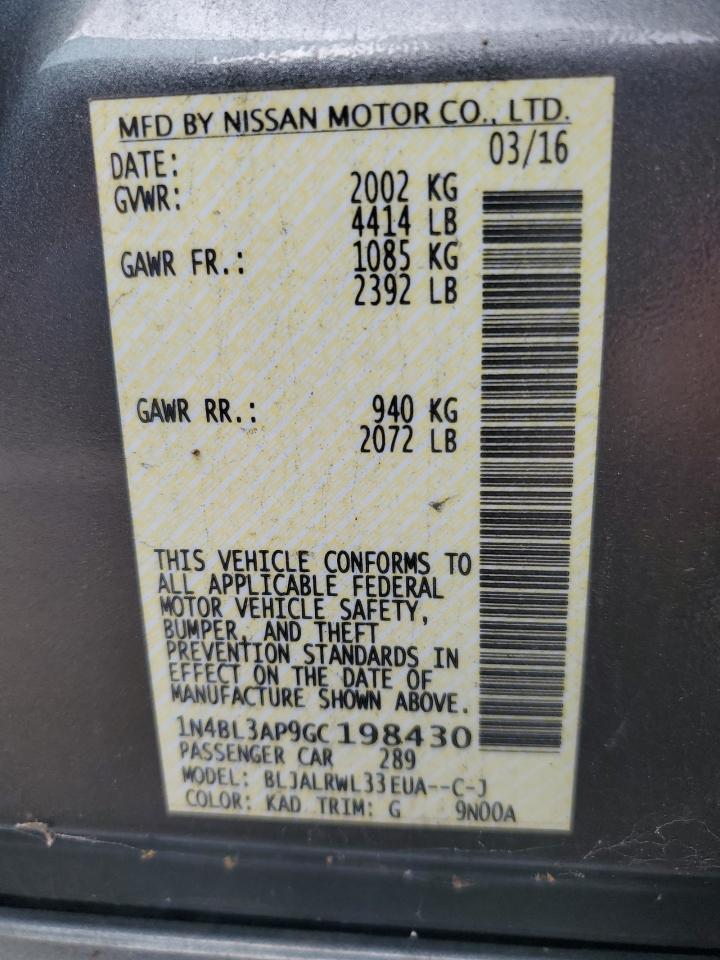 MFD BY NISSAN MOTOR CO., LTD.
DATE: 03/16
GVWR: 2002 KG
4414 LB
GAWR FR.: 1085 KG
2392 LB
GAWR RR.: 940 KG
2072 LB
THIS VEHICLE CONFORMS TO
ALL APPLICABLE FEDERAL
MOTOR VEHICLE SAFETY,
BUMPER, AND THEFT
PREVENTION STANDARDS IN
EFFECT ON THE DATE OF
MANUFACTURE SHOWN ABOVE.
1N4BL3AP9GC198430
PASSENGER CAR 289
MODEL: BLJALRWL33EUA--C-J
COLOR: KAD TRIM: G 9N00A